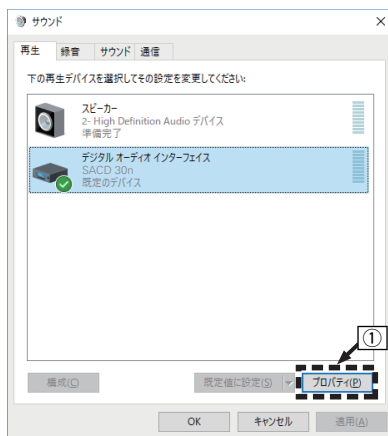 サウンド
再生 録音 サウンド 通信
下の再生デバイスを選択してその設定を変更してください:
スピーカー
2- High Definition Audio デバイス
準備完了
デジタル オーディオ インターフェイス
SACD 30n
既定のデバイス
①
構成(C) 既定値に設定(S) プロパティ(P)
OK キャンセル 適用(A)